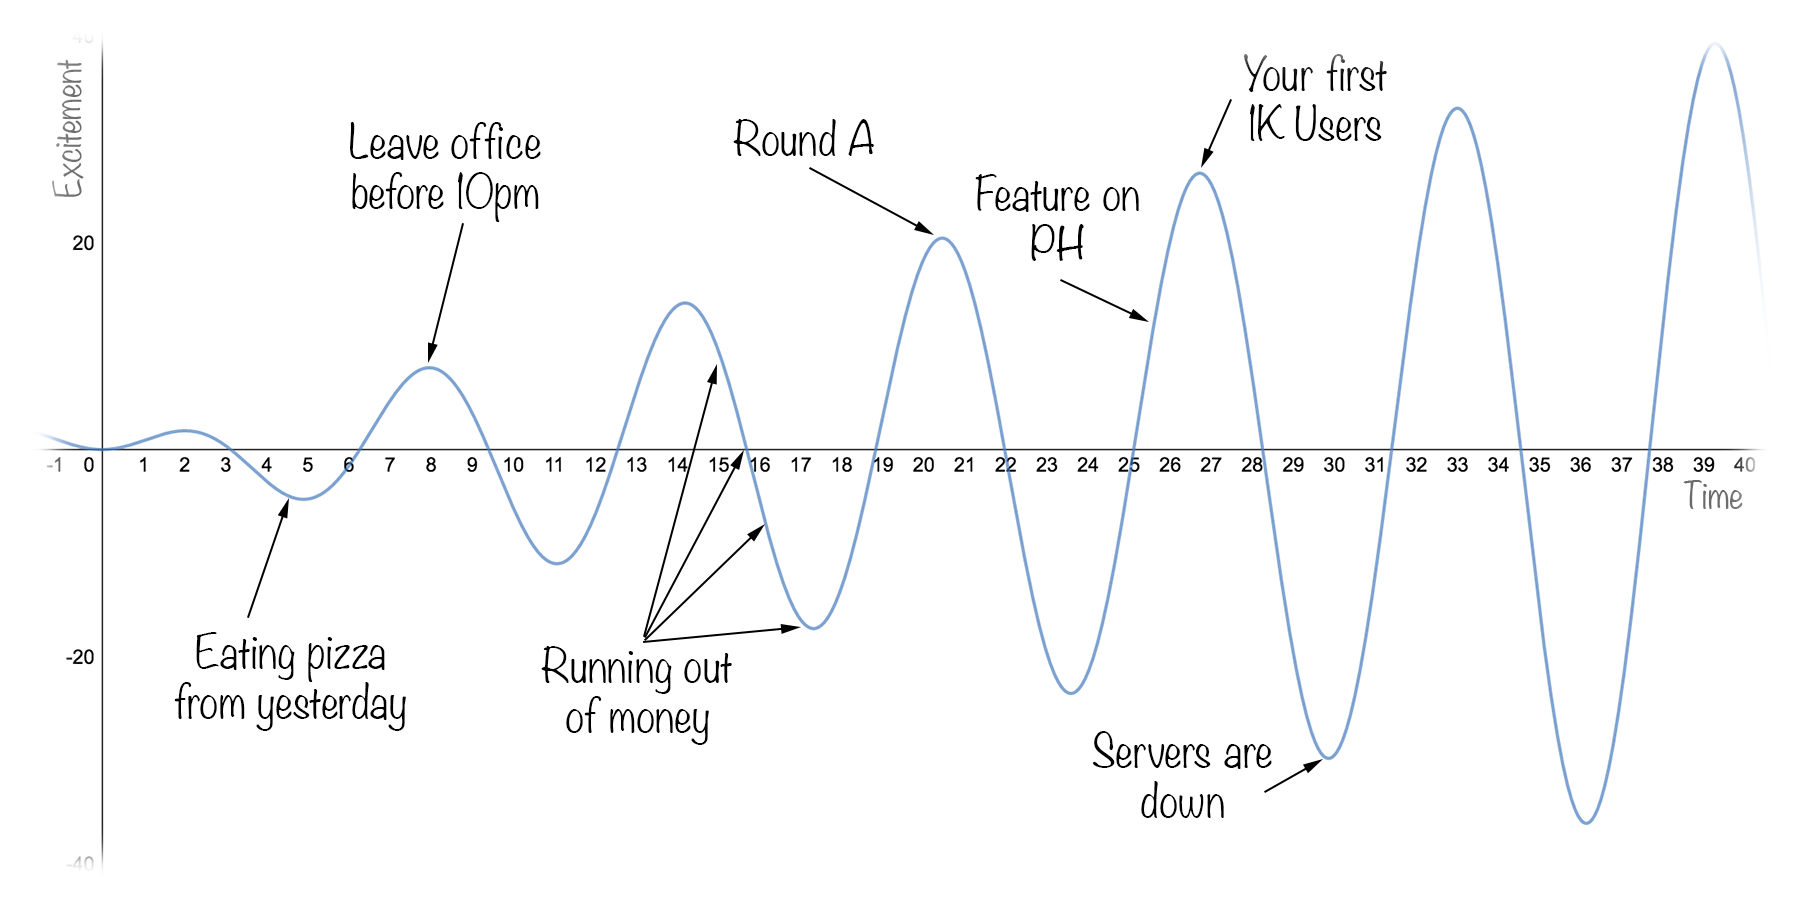 40
Excitement
Your first
1K Users
Leave office
before 10pm
Round A
Feature on
PH
20
-1 0 1 2 3 4 5 6 7 8 9 10 11 12 13 14 15 16 17 18 19 20 21 22 23 24 25 26 27 28 29 30 31 32 33 34 35 36 37 38 39 40
Time
Eating pizza
from yesterday
-20
Running out
of money
Servers are
down
-40